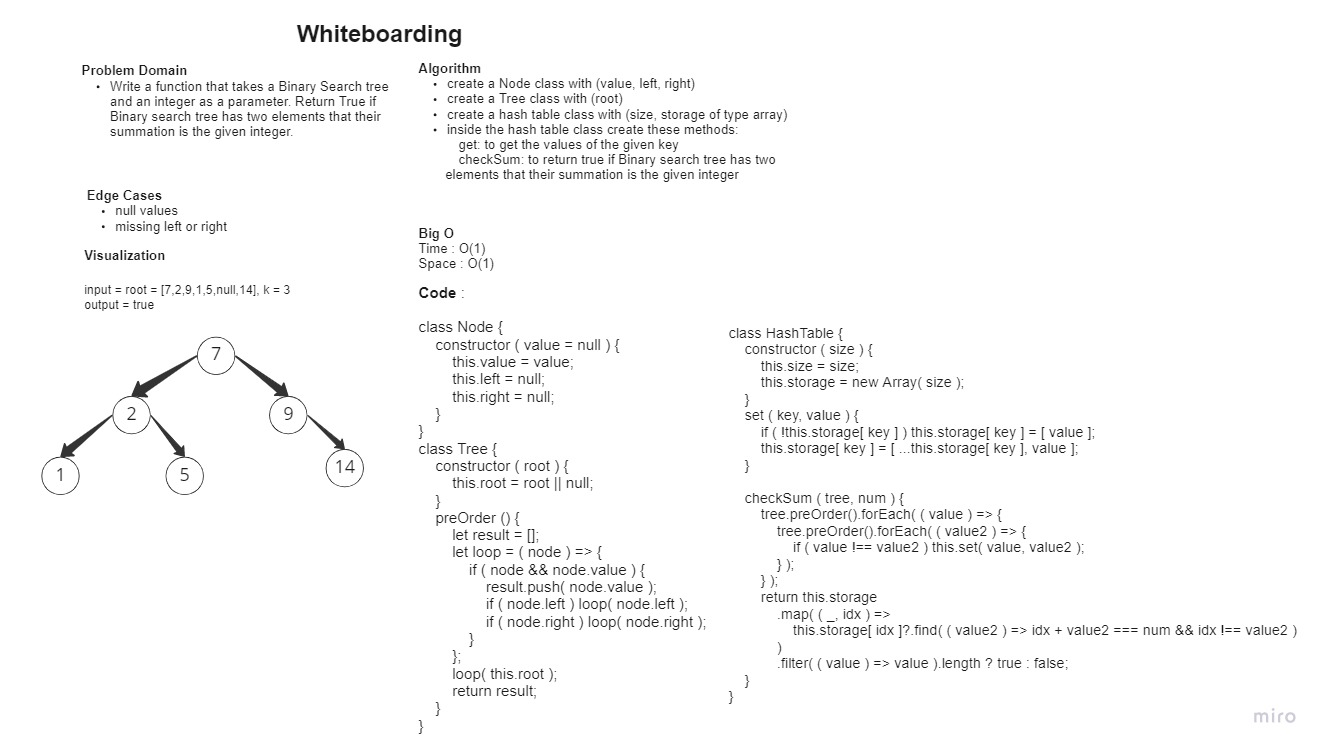 Whiteboarding
Problem Domain
• Write a function that takes a Binary Search tree
and an integer as a parameter. Return True if
Binary search tree has two elements that their
summation is the given integer.
Edge Cases
• null values
• missing left or right
Visualization
input = root = [7,2,9,1,5,null,14], k = 3
output = true
7
2
9
1
5
14
Algorithm
• create a Node class with (value, left, right)
• create a Tree class with (root)
• create a hash table class with (size, storage of type array)
• inside the hash table class create these methods:
get: to get the values of the given key
checkSum: to return true if Binary search tree has two
elements that their summation is the given integer
Big O
Time : O(1)
Space : O(1)
Code :
class Node {
constructor ( value = null ) {
this.value = value;
this.left = null;
this.right = null;
}
}
class Tree {
constructor ( root ) {
this.root = root || null;
}
preOrder () {
let result = [];
let loop = ( node ) => {
if ( node && node.value ) {
result.push( node.value );
if ( node.left ) loop( node.left );
if ( node.right ) loop( node.right );
}
};
loop( this.root );
return result;
}
}
class HashTable {
constructor ( size ) {
this.size = size;
this.storage = new Array( size );
}
set ( key, value ) {
if ( !this.storage[ key ] ) this.storage[ key ] = [ value ];
this.storage[ key ] = [ ...this.storage[ key ], value ];
}
checkSum ( tree, num ) {
tree.preOrder().forEach( ( value ) => {
tree.preOrder().forEach( ( value2 ) => {
if ( value !== value2 ) this.set( value, value2 );
} );
} );
return this.storage
.map( ( _, idx ) =>
this.storage[ idx ]?.find( ( value2 ) => idx + value2 === num && idx !== value2 )
)
.filter( ( value ) => value ).length ? true : false;
}
}
miro